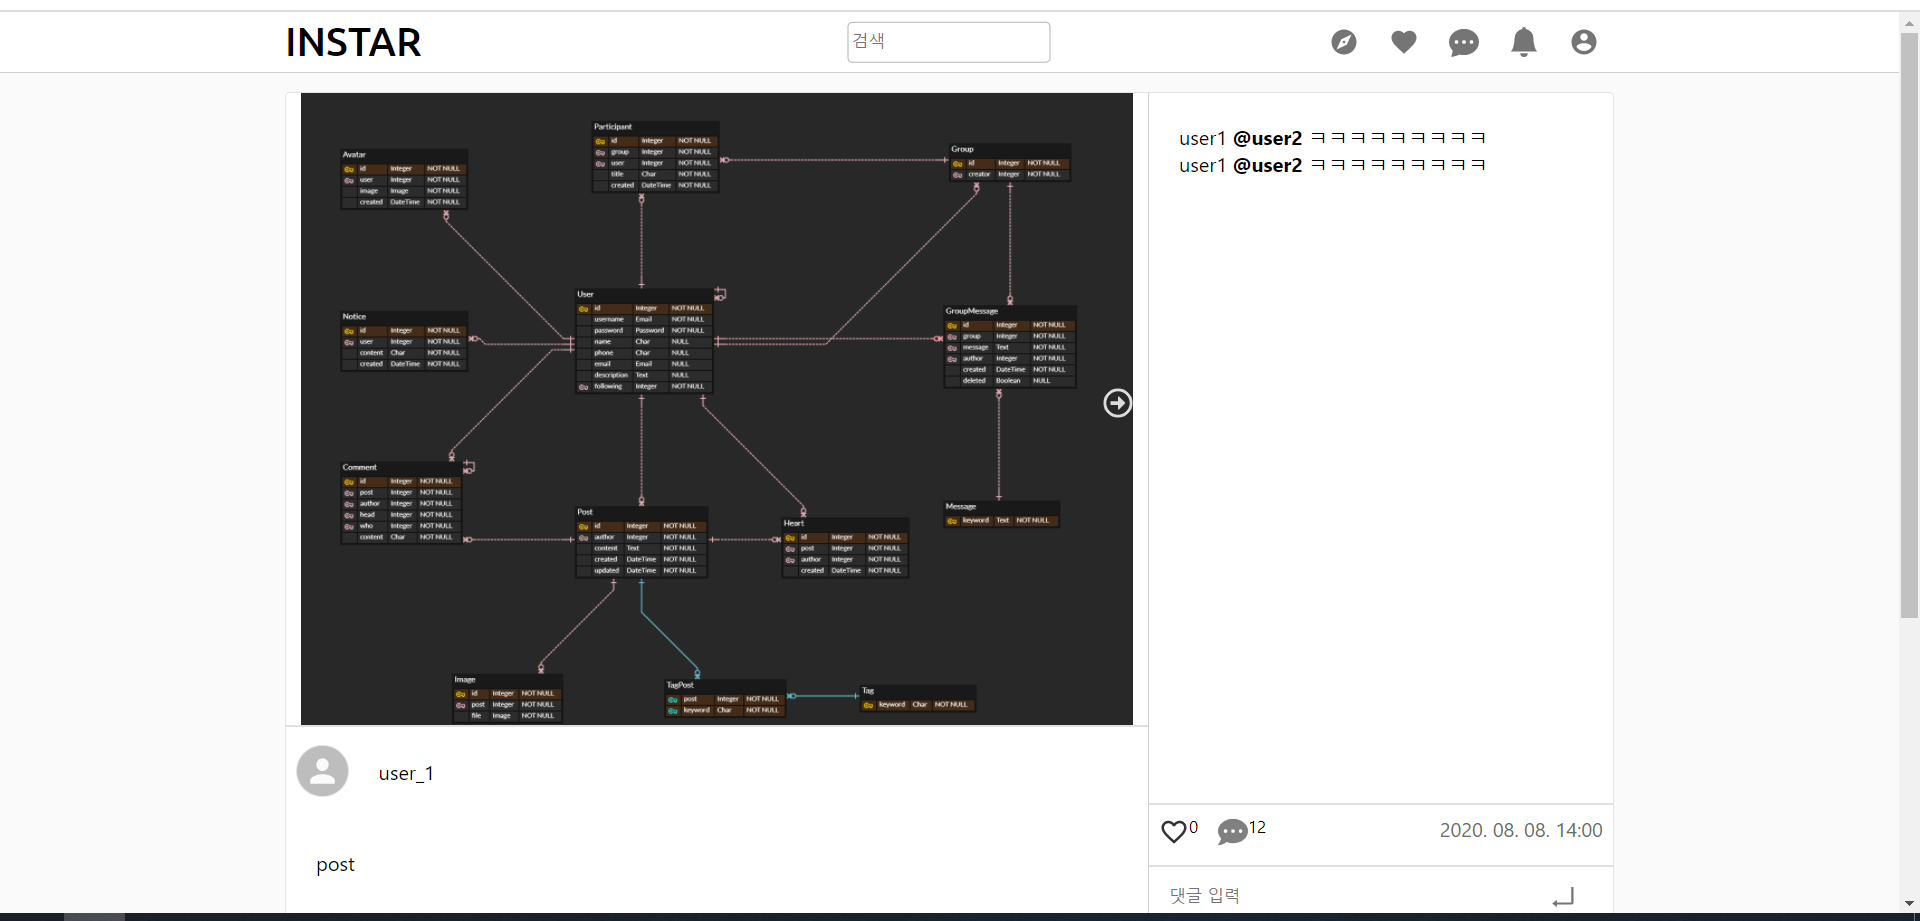 INSTAR
검색
Participant
id Integer NOT NULL
group Integer NOT NULL
user Integer NOT NULL
title Char NOT NULL
created DateTime NOT NULL
Group
id Integer NOT NULL
creator Integer NOT NULL
Avatar
id Integer NOT NULL
user Integer NOT NULL
image Image NOT NULL
created DateTime NOT NULL
User
id Integer NOT NULL
username Email NOT NULL
password Password NOT NULL
name Char NULL
phone Char NULL
email Email NULL
description Text NULL
following Integer NOT NULL
Notice
id Integer NOT NULL
user Integer NOT NULL
content Char NOT NULL
created DateTime NOT NULL
GroupMessage
id Integer NOT NULL
group Integer NOT NULL
message Text NOT NULL
author Integer NOT NULL
created DateTime NOT NULL
deleted Boolean NULL
Comment
id Integer NOT NULL
post Integer NOT NULL
author Integer NOT NULL
head Integer NOT NULL
who Integer NOT NULL
content Char NOT NULL
Post
id Integer NOT NULL
author Integer NOT NULL
content Text NOT NULL
created DateTime NOT NULL
updated DateTime NOT NULL
Heart
id Integer NOT NULL
post Integer NOT NULL
author Integer NOT NULL
created DateTime NOT NULL
Message
keyword Text NOT NULL
Image
id Integer NOT NULL
post Integer NOT NULL
file Image NOT NULL
TagPost
post Integer NOT NULL
keyword Char NOT NULL
Tag
keyword Char NOT NULL
user_1
post
user1 @user2 ㅋㅋㅋㅋㅋㅋㅋㅋㅋ
user1 @user2 ㅋㅋㅋㅋㅋㅋㅋㅋㅋ
0 12 2020. 08. 08. 14:00
댓글 입력